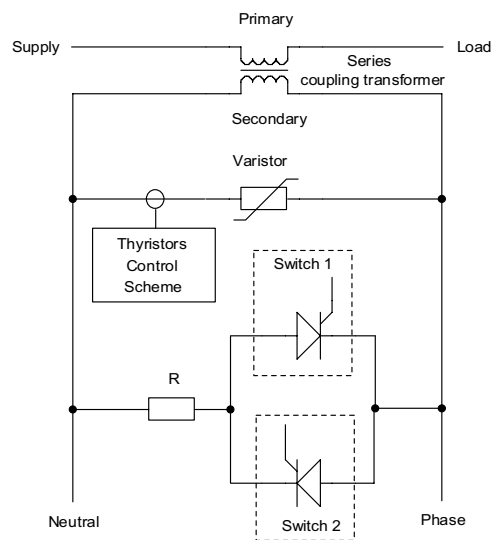 Primary
Supply
Load
Series
coupling transformer
Secondary
Varistor
Thyristors
Control
Scheme
Switch 1
R
Switch 2
Neutral
Phase